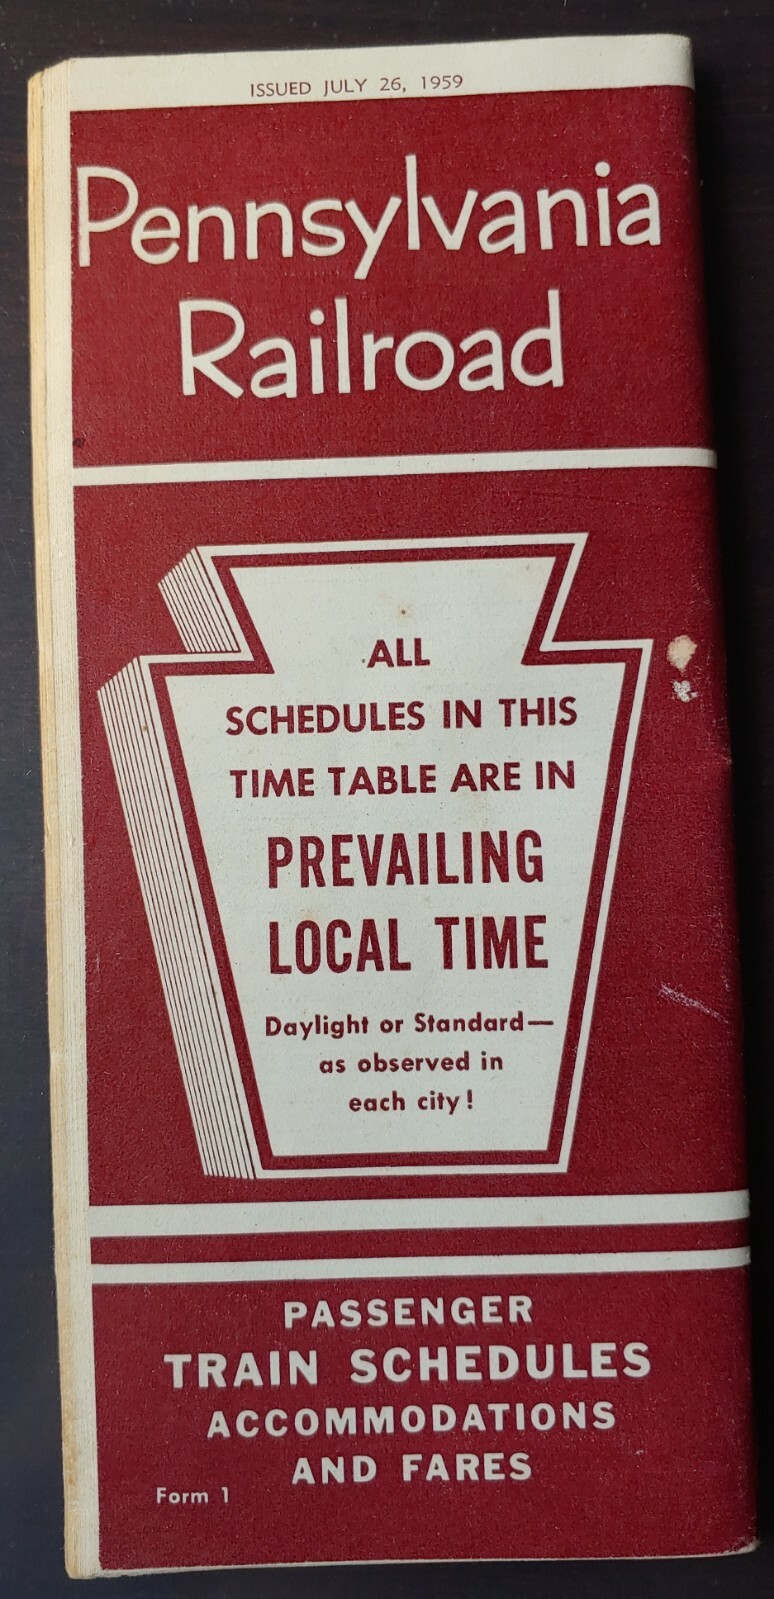 ISSUED JULY 26, 1959
Pennsylvania
Railroad
ALL
SCHEDULES IN THIS
TIME TABLE ARE IN
PREVAILING
LOCAL TIME
Daylight or Standard—
as observed in
each city!
PASSENGER
TRAIN SCHEDULES
ACCOMMODATIONS
AND FARES
Form 1